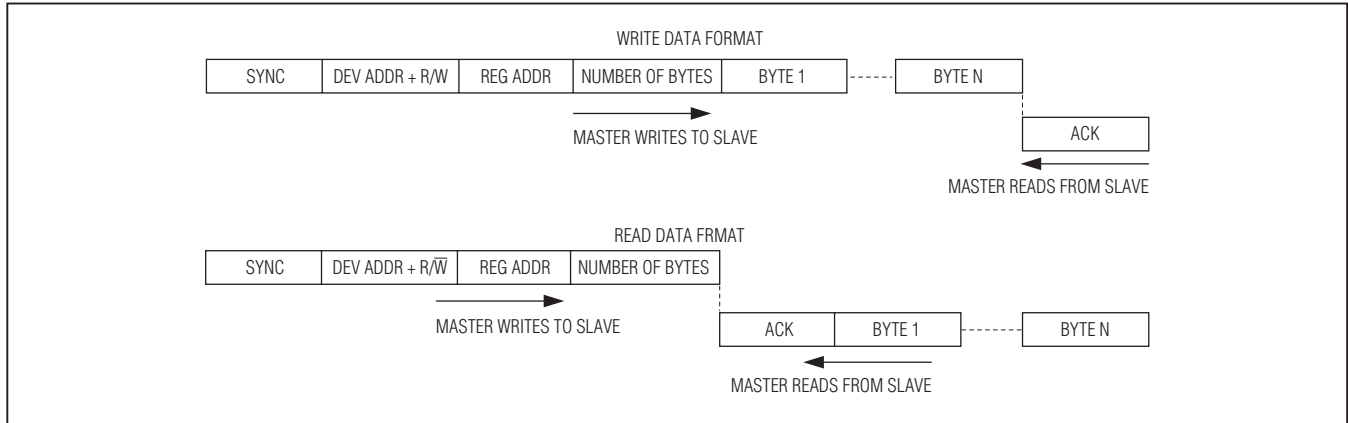 WRITE DATA FORMAT
SYNC DEV ADDR + R/W REG ADDR NUMBER OF BYTES BYTE 1 BYTE N
MASTER WRITES TO SLAVE
ACK
MASTER READS FROM SLAVE
READ DATA FRMAT
SYNC DEV ADDR + R/W̅ REG ADDR NUMBER OF BYTES
MASTER WRITES TO SLAVE
ACK BYTE 1 BYTE N
MASTER READS FROM SLAVE